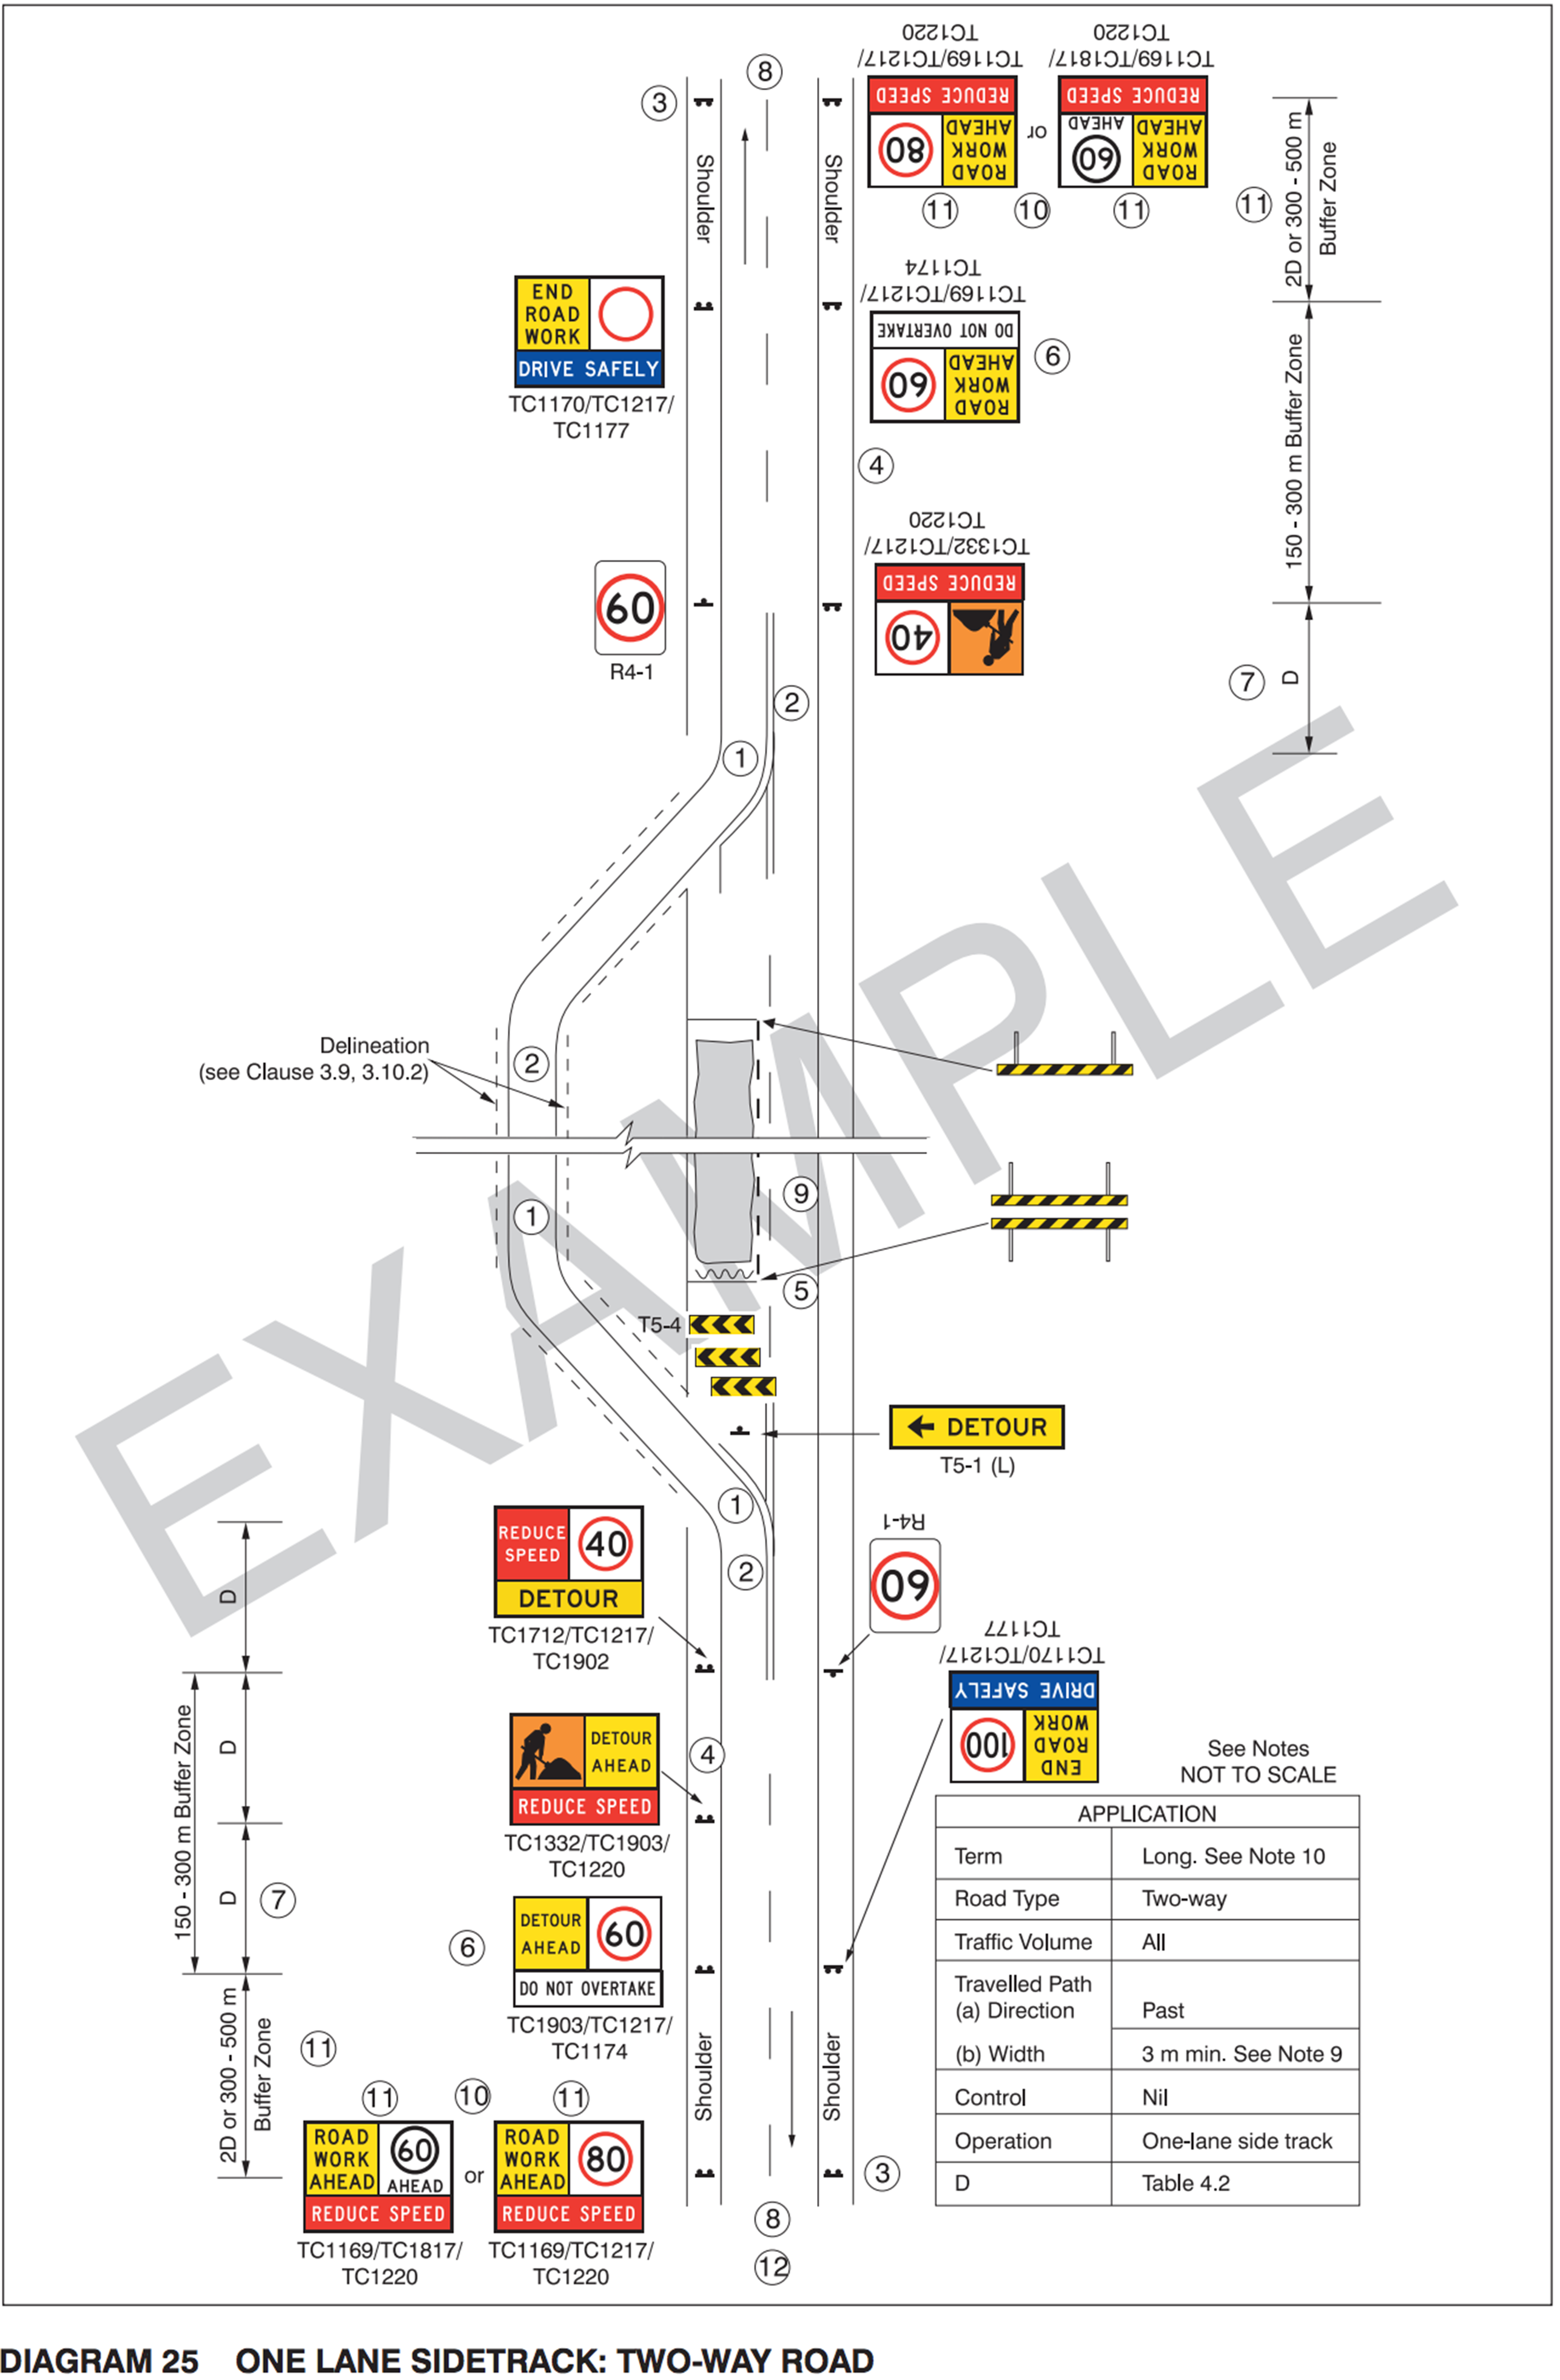 8
TC1220
TC1169/TC1217/
REDUCE SPEED
80
ROAD
WORK
AHEAD
11
or
10
TC1220
TC1169/TC1817/
REDUCE SPEED
60
AHEAD
ROAD
WORK
AHEAD
11
11
2D or 300 - 500 m
Buffer Zone
3
Shoulder
Shoulder
END
ROAD
WORK
DRIVE SAFELY
TC1170/TC1217/
TC1177
TC1174
TC1169/TC1217/
DO NOT OVERTAKE
60
ROAD
WORK
AHEAD
6
150 - 300 m Buffer Zone
4
60
R4-1
TC1220
TC1332/TC1217/
REDUCE SPEED
40
7
D
2
1
Delineation
(see Clause 3.9, 3.10.2)
2
EXAMPLE
1
9
5
T5-4
DETOUR
T5-1 (L)
1
2
REDUCE
SPEED
40
DETOUR
TC1712/TC1217/
TC1902
R4-1
60
TC1177
TC1170/TC1217/
DRIVE SAFELY
100
END
ROAD
WORK
D
150 - 300 m Buffer Zone
D
D
7
DETOUR
AHEAD
REDUCE SPEED
TC1332/TC1903/
TC1220
4
6
DETOUR
AHEAD
60
DO NOT OVERTAKE
TC1903/TC1217/
TC1174
2D or 300 - 500 m
Buffer Zone
11
11
10
11
ROAD
WORK
AHEAD
60
AHEAD
REDUCE SPEED
TC1169/TC1817/
TC1220
or
ROAD
WORK
AHEAD
80
REDUCE SPEED
TC1169/TC1217/
TC1220
Shoulder
Shoulder
3
8
12
See Notes
NOT TO SCALE
APPLICATION
Term Long. See Note 10
Road Type Two-way
Traffic Volume All
Travelled Path
(a) Direction Past
(b) Width 3 m min. See Note 9
Control Nil
Operation One-lane side track
D Table 4.2
DIAGRAM 25 ONE LANE SIDETRACK: TWO-WAY ROAD